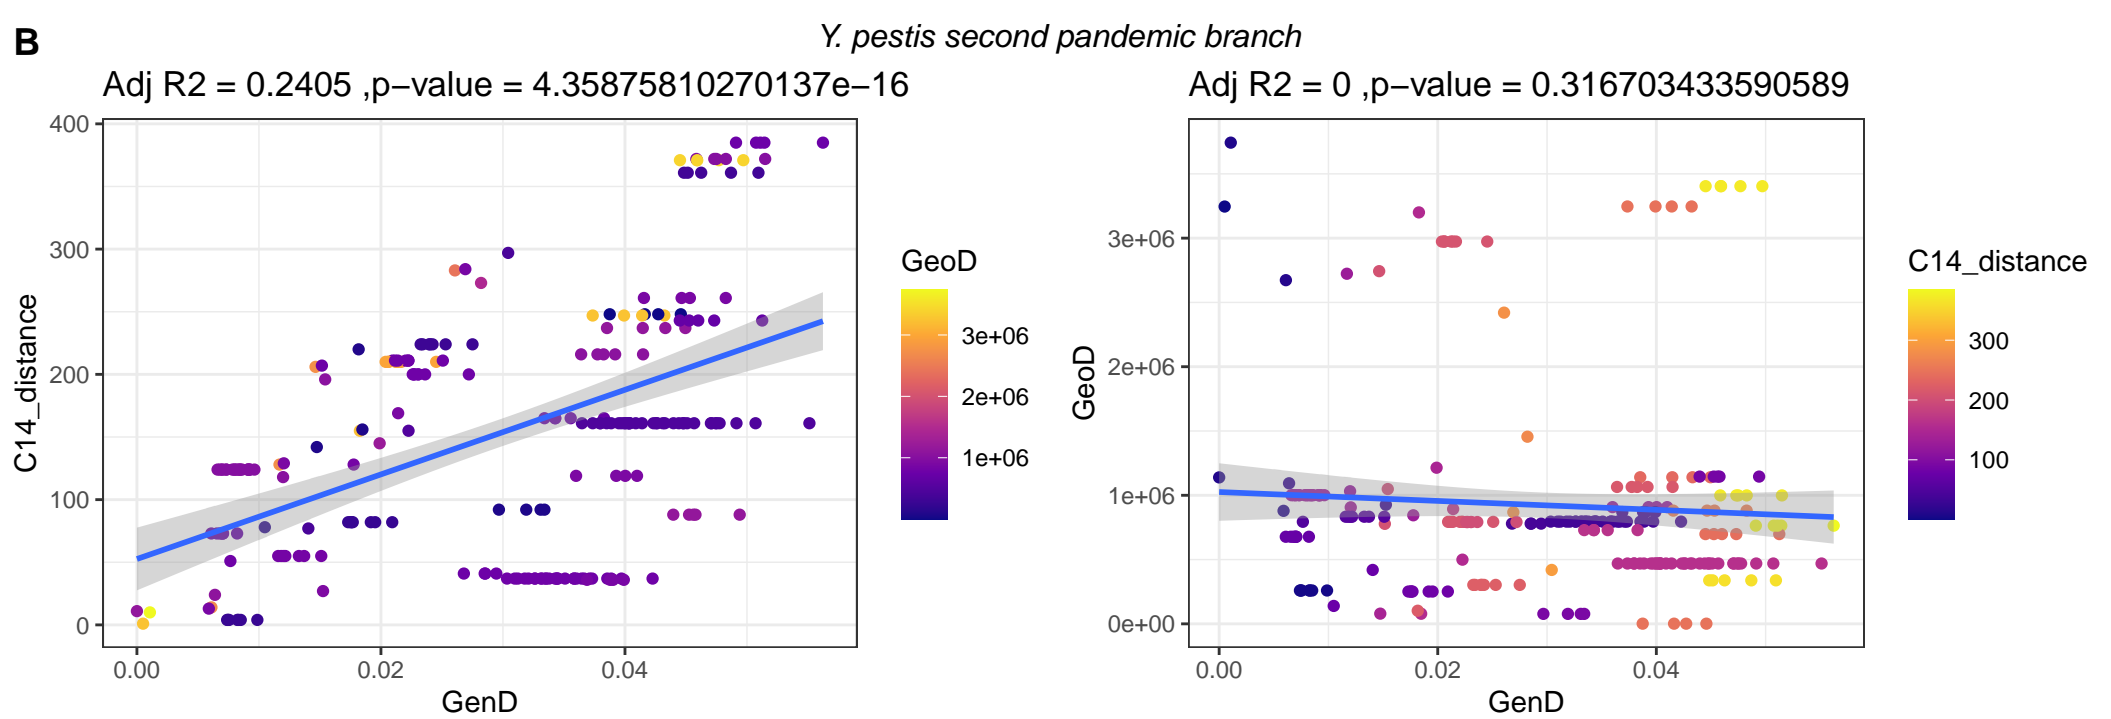 B
Y. pestis second pandemic branch
Adj R2 = 0.2405 ,p−value = 4.35875810270137e−16
400
300
200
100
0
C14_distance
0.00 0.02 0.04
GenD
GeoD
3e+06
2e+06
1e+06
Adj R2 = 0 ,p−value = 0.316703433590589
3e+06
2e+06
1e+06
0e+00
GeoD
0.00 0.02 0.04
GenD
C14_distance
300
200
100